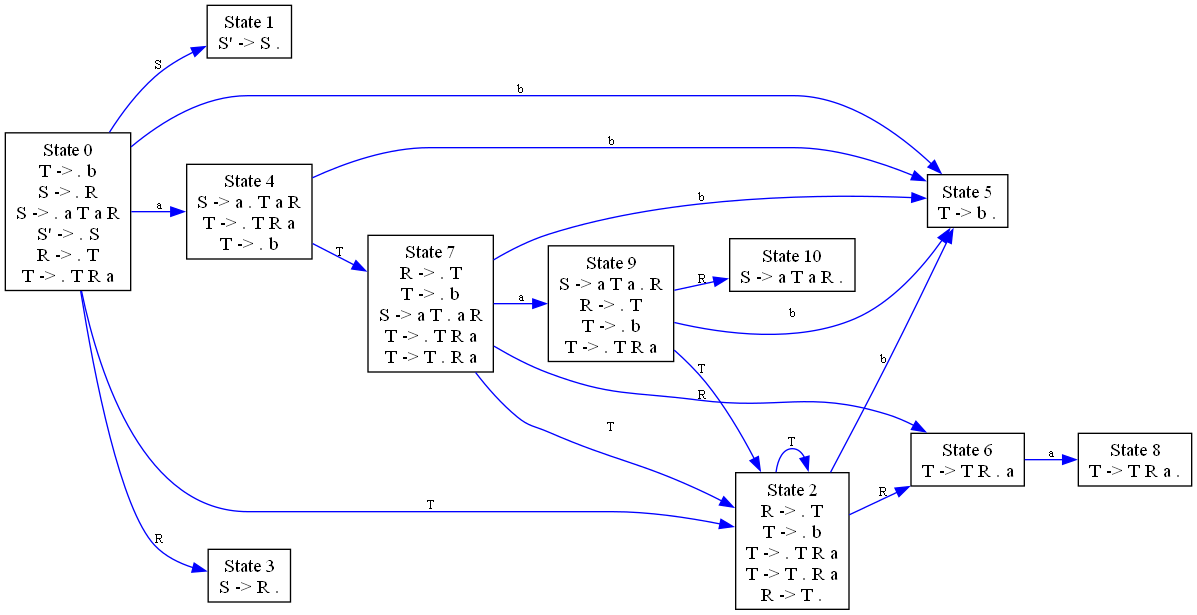 State 1
S' -> S .
S
b
State 0
T -> . b
S -> . R
S -> . a T a R
S' -> . S
R -> . T
T -> . T R a
a
State 4
S -> a . T a R
T -> . T R a
T -> . b
b
T
State 7
R -> . T
T -> . b
S -> a T . a R
T -> . T R a
T -> T . R a
b
a
State 9
S -> a T a . R
R -> . T
T -> . b
T -> . T R a
R
State 10
S -> a T a R .
b
State 5
T -> b .
T
R
T
b
T
State 2
R -> . T
T -> . b
T -> . T R a
T -> T . R a
R -> T .
R
State 6
T -> T R . a
a
State 8
T -> T R a .
T
R
State 3
S -> R .